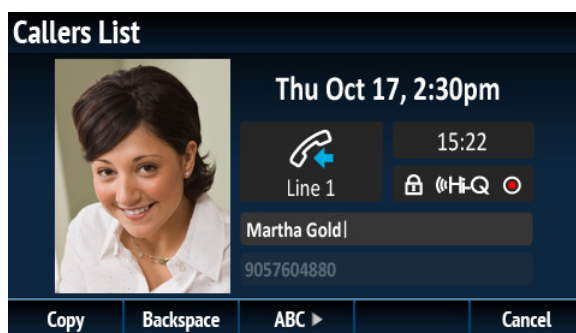 Callers List
Thu Oct 17, 2:30pm
15:22
Line 1
Hi-Q
Martha Gold
9057604880
Copy Backspace ABC Cancel